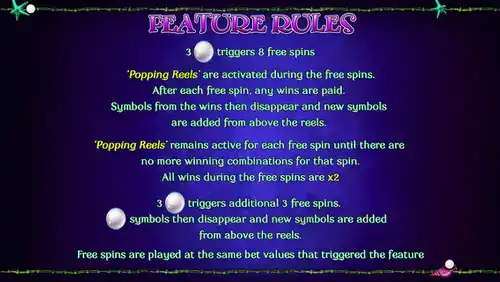 FEATURE RULES
3 triggers 8 free spins
'Popping Reels' are activated during the free spins.
After each free spin, any wins are paid.
Symbols from the wins then disappear and new symbols
are added from above the reels.
'Popping Reels' remains active for each free spin until there are
no more winning combinations for that spin.
All wins during the free spins are x2
3 triggers additional 3 free spins.
symbols then disappear and new symbols are added
from above the reels.
Free spins are played at the same bet values that triggered the feature